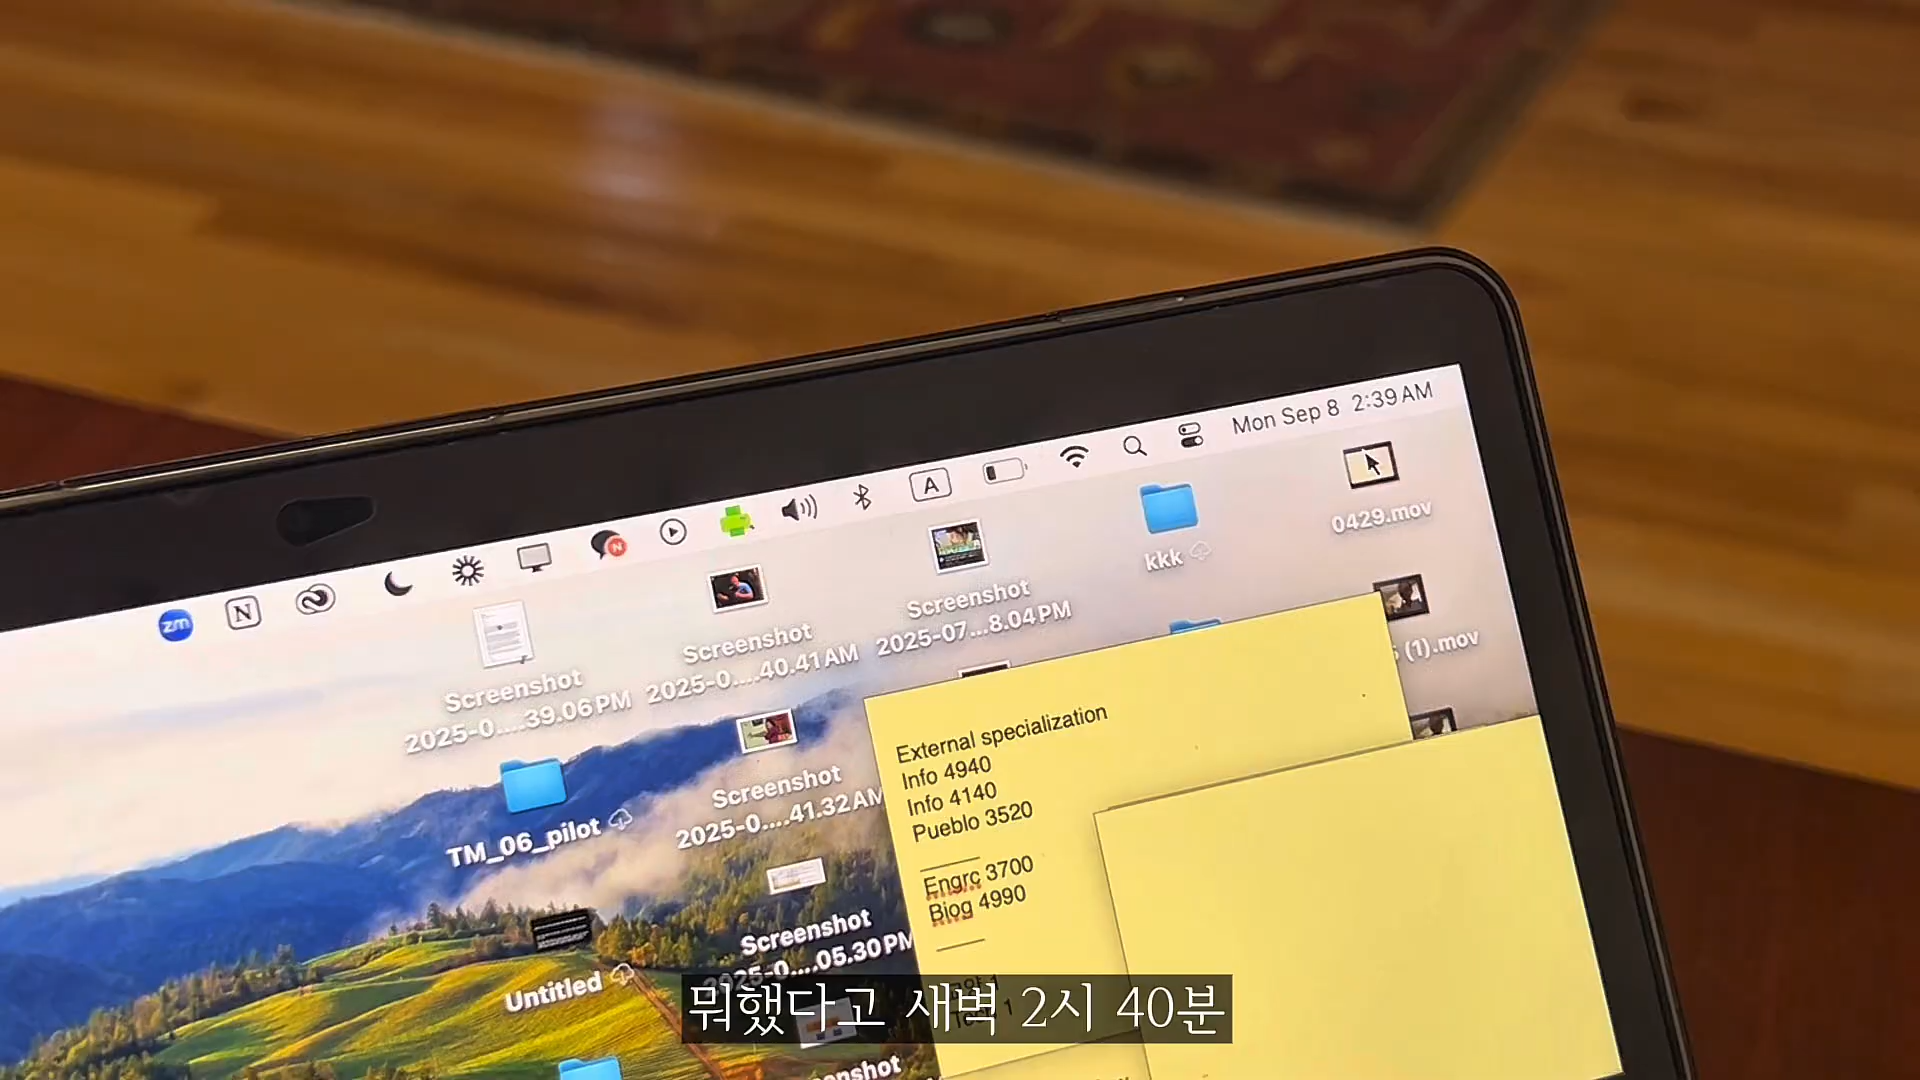 Mon Sep 8 2:39 AM
A
zm
N
N
0429.mov
kkk
Screenshot
2025-07...8.04 PM
Screenshot
2025-0....40.41 AM
Screenshot
2025-0....39.06 PM
(1).mov
External specialization
Info 4940
Info 4140
Pueblo 3520
Engrc 3700
Biog 4990
Screenshot
2025-0....41.32 AM
TM_06_pilot
Screenshot
2025-0....05.30 PM
Untitled
뭐했다고 새벽 2시 40분